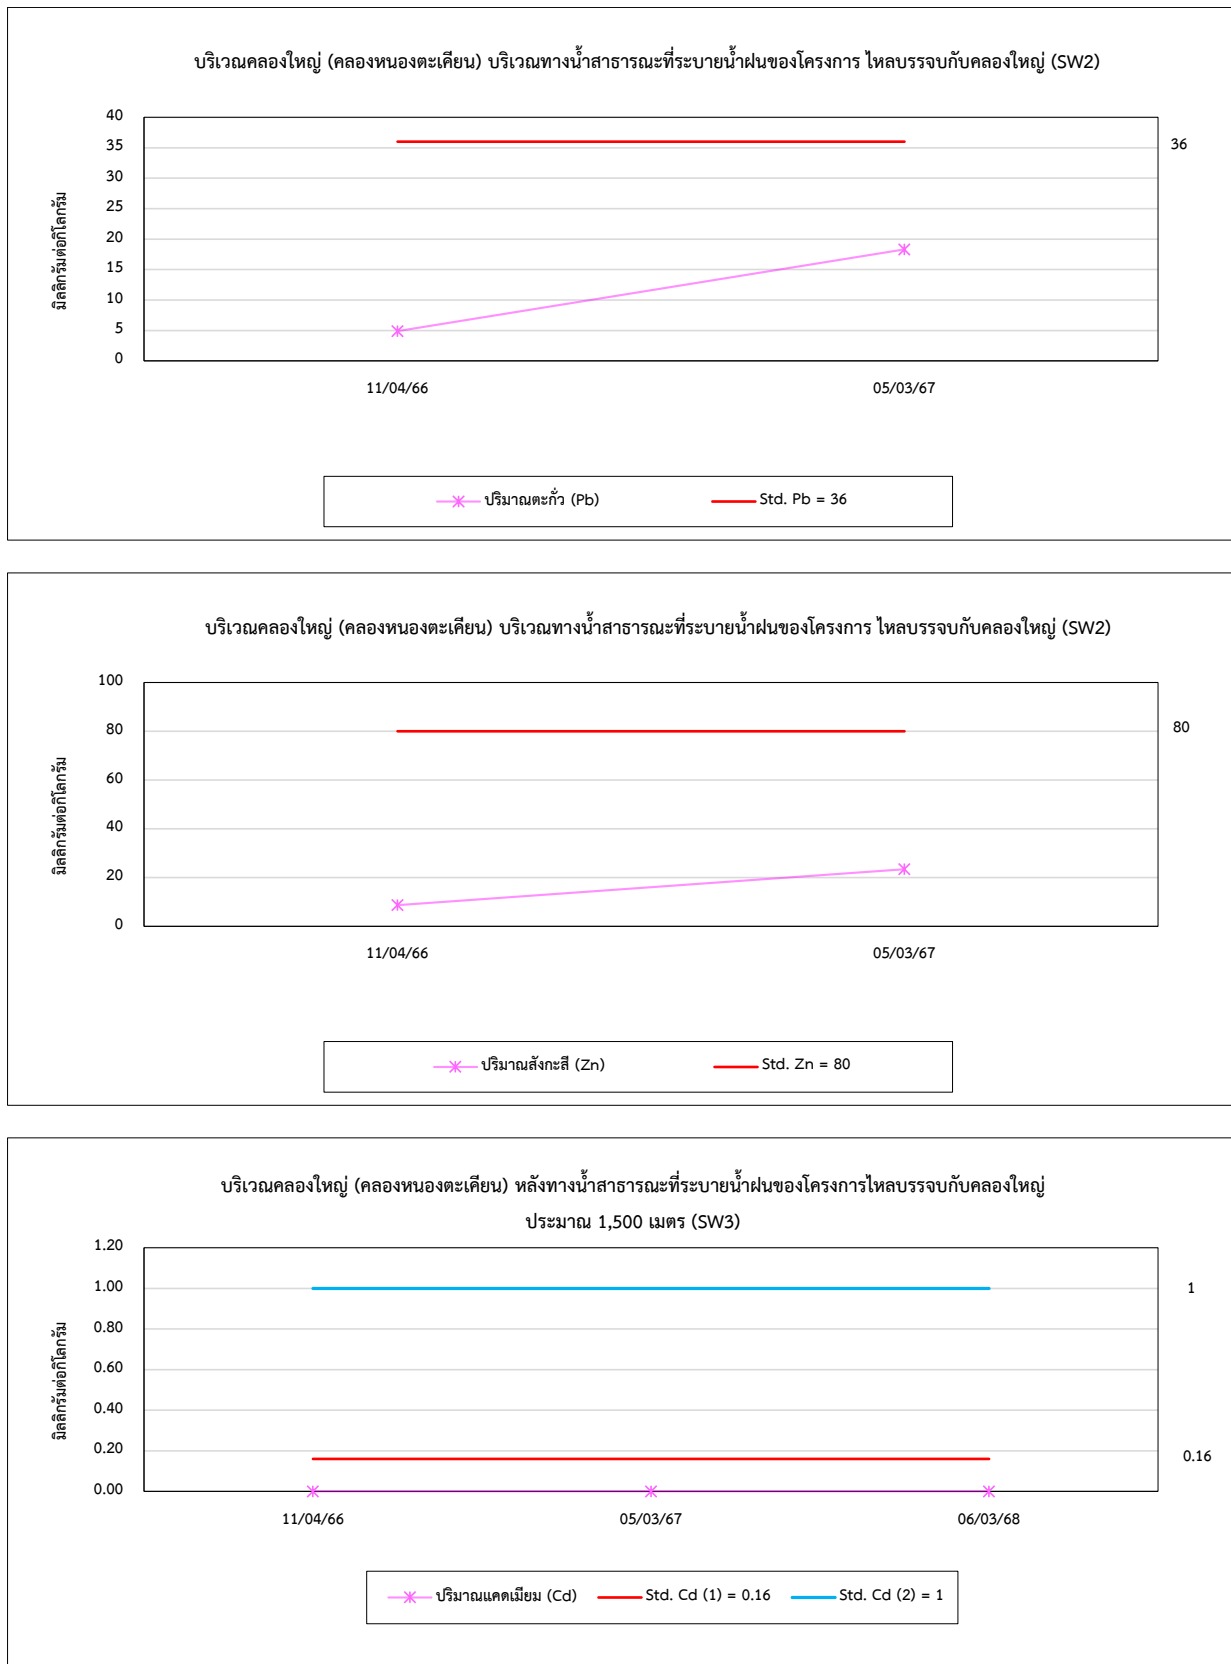 บริเวณคลองใหญ่ (คลองหนองตะเคียน) บริเวณทางน้ำสาธารณะที่ระบายน้ำฝนของโครงการ ไหลบรรจบกับคลองใหญ่ (SW2)
40
35
30
25
20
15
10
5
0
มิลลิกรัมต่อกิโลกรัม
36
11/04/66 05/03/67
ปริมาณตะกั่ว (Pb) Std. Pb = 36
บริเวณคลองใหญ่ (คลองหนองตะเคียน) บริเวณทางน้ำสาธารณะที่ระบายน้ำฝนของโครงการ ไหลบรรจบกับคลองใหญ่ (SW2)
100
80
60
40
20
0
มิลลิกรัมต่อกิโลกรัม
80
11/04/66 05/03/67
ปริมาณสังกะสี (Zn) Std. Zn = 80
บริเวณคลองใหญ่ (คลองหนองตะเคียน) หลังทางน้ำสาธารณะที่ระบายน้ำฝนของโครงการไหลบรรจบกับคลองใหญ่
ประมาณ 1,500 เมตร (SW3)
1.20
1.00
0.80
0.60
0.40
0.20
0.00
มิลลิกรัมต่อกิโลกรัม
1
0.16
11/04/66 05/03/67 06/03/68
ปริมาณแคดเมียม (Cd) Std. Cd (1) = 0.16 Std. Cd (2) = 1